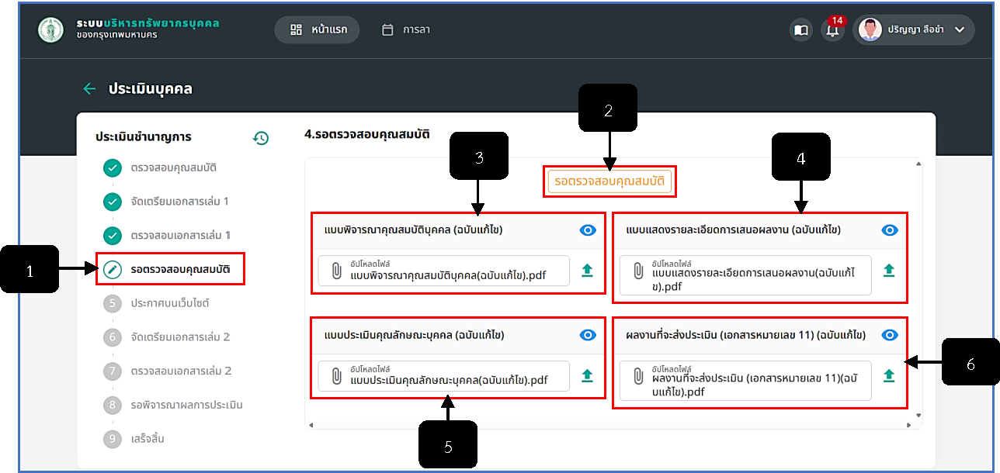 ระบบบริหารทรัพยากรบุคคล
ของกรุงเทพมหานคร
หน้าแรก
การลา
14
ปริญญา ลือขำ
ประเมินบุคคล
2
ประเมินชำนาญการ
4.รอตรวจสอบคุณสมบัติ
3
4
ตรวจสอบคุณสมบัติ
รอตรวจสอบคุณสมบัติ
จัดเตรียมเอกสารเล่ม 1
แบบพิจารณาคุณสมบัติบุคคล (ฉบับแก้ไข)
แบบแสดงรายละเอียดการเสนอผลงาน (ฉบับแก้ไข)
ตรวจสอบเอกสารเล่ม 1
1
รอตรวจสอบคุณสมบัติ
อัปโหลดไฟล์
แบบพิจารณาคุณสมบัติบุคคล(ฉบับแก้ไข).pdf
อัปโหลดไฟล์
แบบแสดงรายละเอียดการเสนอผลงาน(ฉบับแก้ไ
ข).pdf
5 ประกาศบนเว็บไซต์
6 จัดเตรียมเอกสารเล่ม 2
แบบประเมินคุณลักษณะบุคคล (ฉบับแก้ไข)
ผลงานที่จะส่งประเมิน (เอกสารหมายเลข 11) (ฉบับแก้ไข)
7 ตรวจสอบเอกสารเล่ม 2
อัปโหลดไฟล์
แบบประเมินคุณลักษณะบุคคล(ฉบับแก้ไข).pdf
อัปโหลดไฟล์
ผลงานที่จะส่งประเมิน (เอกสารหมายเลข 11)(ฉบั
บแก้ไข).pdf
6
8 รอพิจารณาผลการประเมิน
9 เสร็จสิ้น
5